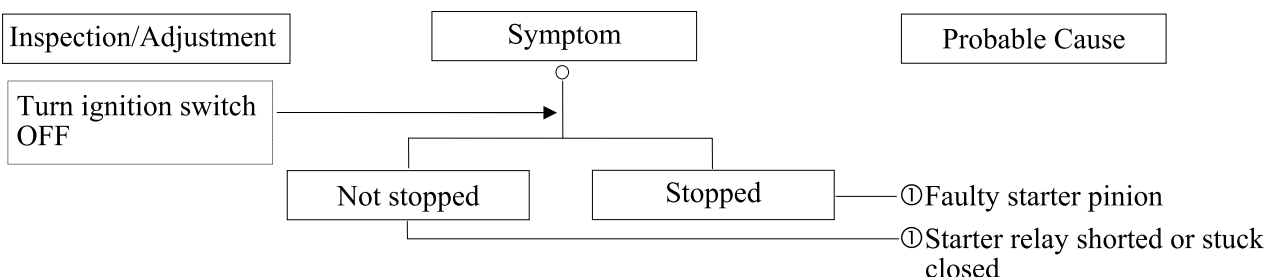 Inspection/Adjustment
Symptom
Probable Cause
Turn ignition switch
OFF
Not stopped
Stopped
①Faulty starter pinion
①Starter relay shorted or stuck
closed